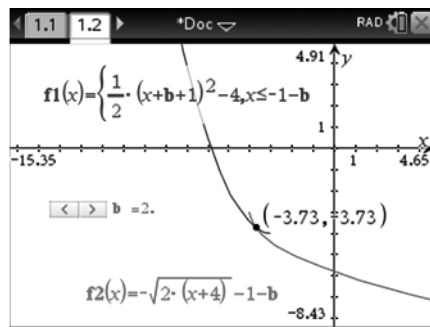 1.1 1.2 *Doc RAD
4.91 y
f1(x)={1/2·(x+b+1)²-4,x≤-1-b
1
x
-15.35 1 4.65
< > b =2.
(-3.73,-3.73)
f2(x)=-√2·(x+4) -1-b
-8.43